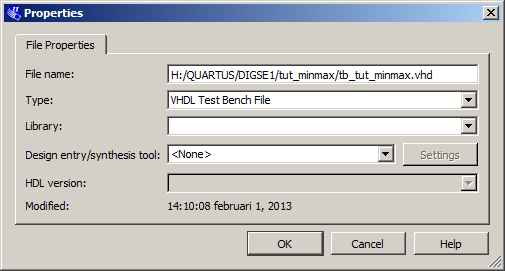 Properties
File Properties
File name: H:/QUARTUS/DIGSE1/tut_minmax/tb_tut_minmax.vhd
Type: VHDL Test Bench File
Library:
Design entry/synthesis tool: <None> Settings
HDL version:
Modified: 14:10:08 februari 1, 2013
OK Cancel Help